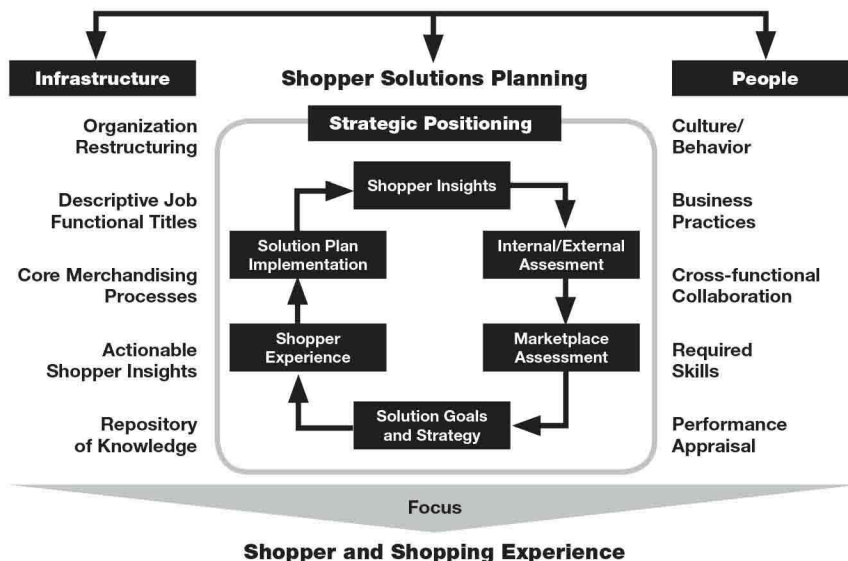 Infrastructure
Shopper Solutions Planning
People
Organization
Restructuring
Descriptive Job
Functional Titles
Core Merchandising
Processes
Actionable
Shopper Insights
Repository
of Knowledge
Strategic Positioning
Shopper Insights
Internal/External
Assesment
Marketplace
Assessment
Solution Goals
and Strategy
Shopper
Experience
Solution Plan
Implementation
Culture/
Behavior
Business
Practices
Cross-functional
Collaboration
Required
Skills
Performance
Appraisal
Focus
Shopper and Shopping Experience